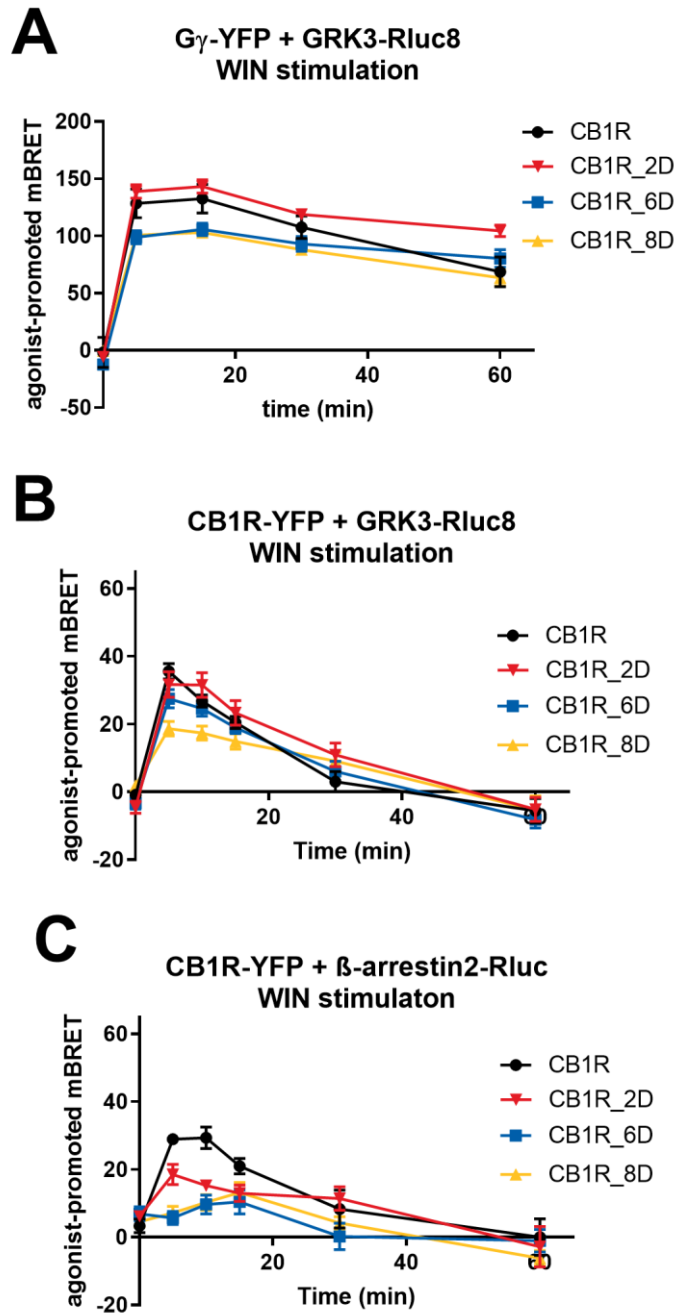 A
Gγ-YFP + GRK3-Rluc8
WIN stimulation
agonist-promoted mBRET
200
150
100
50
0
-50
20
40
60
time (min)
CB1R
CB1R_2D
CB1R_6D
CB1R_8D
B
CB1R-YFP + GRK3-Rluc8
WIN stimulation
agonist-promoted mBRET
60
40
20
0
-20
20
40
60
Time (min)
CB1R
CB1R_2D
CB1R_6D
CB1R_8D
C
CB1R-YFP + ß-arrestin2-Rluc
WIN stimulaton
agonist-promoted mBRET
60
40
20
0
-20
20
40
60
Time (min)
CB1R
CB1R_2D
CB1R_6D
CB1R_8D